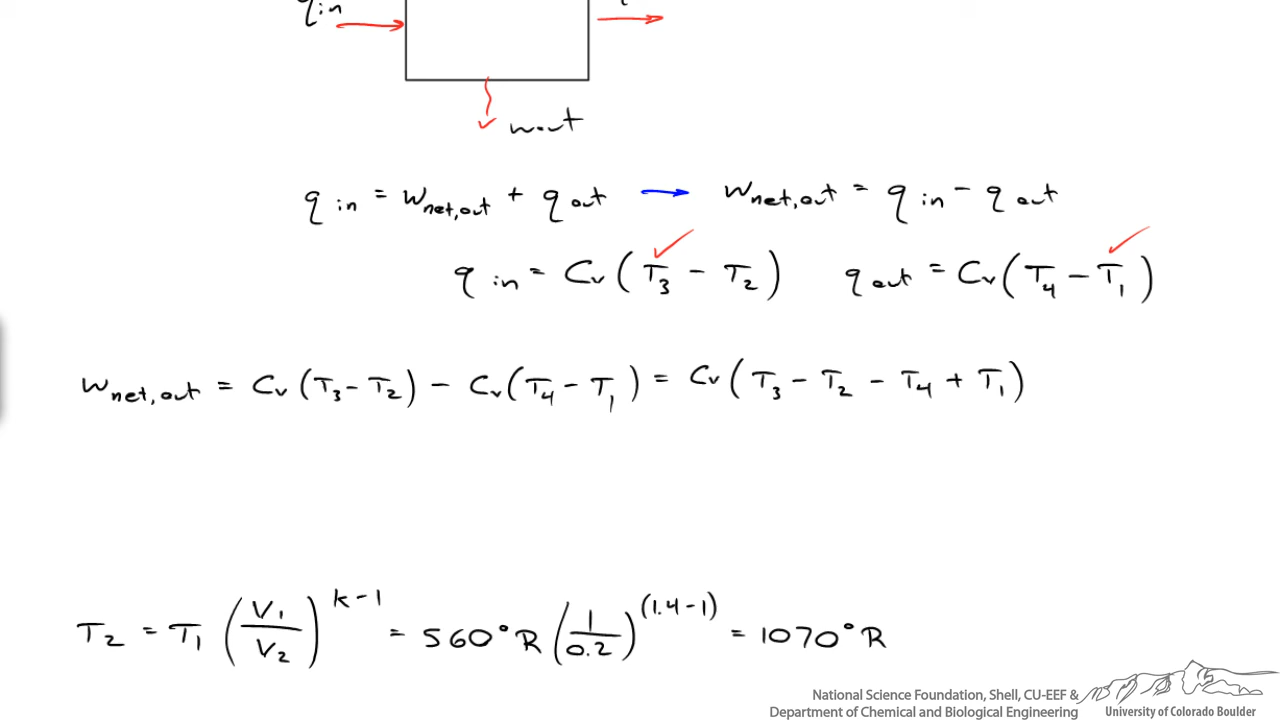 q in
w out
q in = w net,out + q out → w net,out = q in - q out
q in = Cv (T3 - T2) q out = Cv (T4 - T1)
w net,out = Cv (T3 - T2) - Cv (T4 - T1) = Cv (T3 - T2 - T4 + T1)
T2 = T1 (V1/V2)^(k-1) = 560°R (1/0.2)^(1.4-1) = 1070°R
National Science Foundation, Shell, CU-EEF &
Department of Chemical and Biological Engineering
University of Colorado Boulder